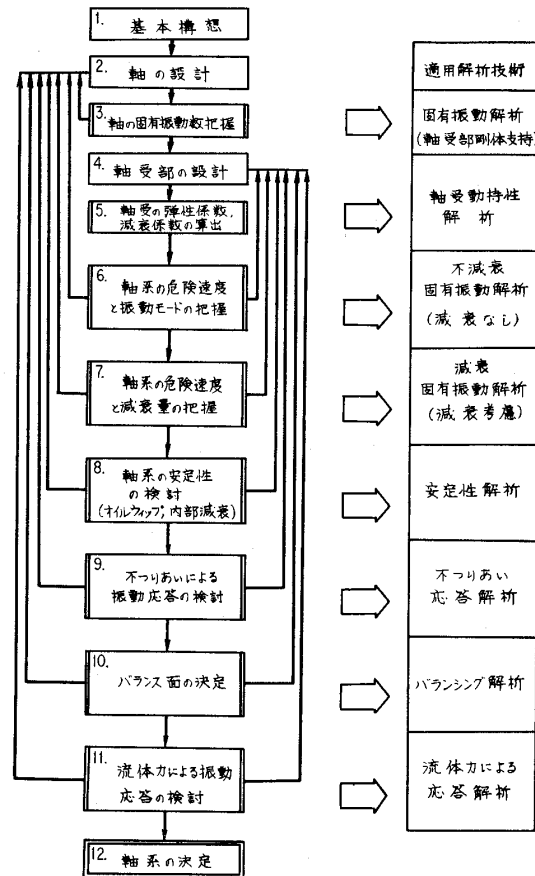 1. 基本構想
2. 軸の設計
3. 軸の固有振動数把握
4. 軸受部の設計
5. 軸受の弾性係数,
減衰係数の算出
6. 軸系の危険速度
と振動モードの把握
7. 軸系の危険速度
と減衰量の把握
8. 軸系の安定性
の検討
(オイルウィップ,内部減衰)
9. 不つりあいによる
振動応答の検討
10. バランス面の決定
11. 流体力による振動
応答の検討
12. 軸系の決定
適用解析技術
固有振動解析
(軸受部剛体支持)
軸受動特性
解析
不減衰
固有振動解析
(減衰なし)
減衰
固有振動解析
(減衰考慮)
安定性解析
不つりあい
応答解析
バランシング解析
流体力による
応答解析